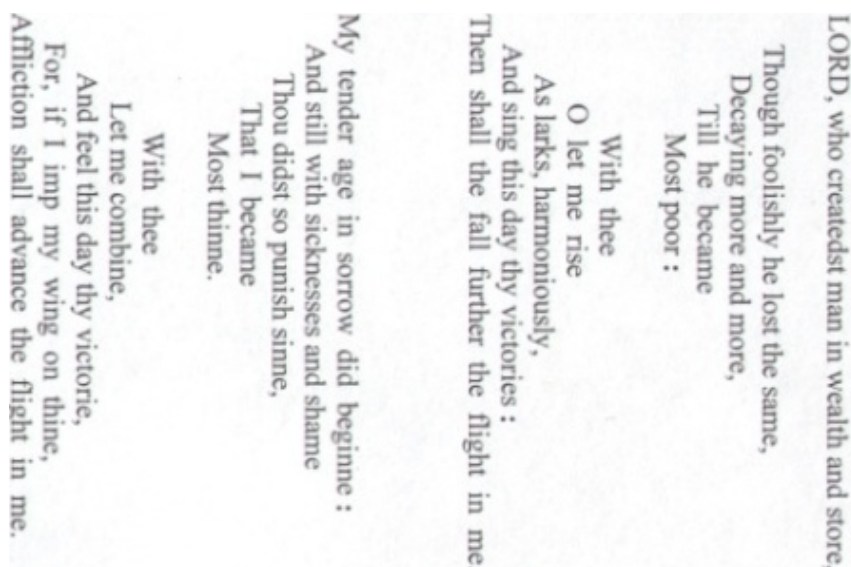 LORD, who createdst man in wealth and store,
Though foolishly he lost the same,
Decaying more and more,
Till he became
Most poor :
With thee
O let me rise
As larks, harmoniously,
And sing this day thy victories :
Then shall the fall further the flight in me.
My tender age in sorrow did beginne :
And still with sicknesses and shame
Thou didst so punish sinne,
That I became
Most thinne.
With thee
Let me combine,
And feel this day thy victorie,
For, if I imp my wing on thine,
Affliction shall advance the flight in me.